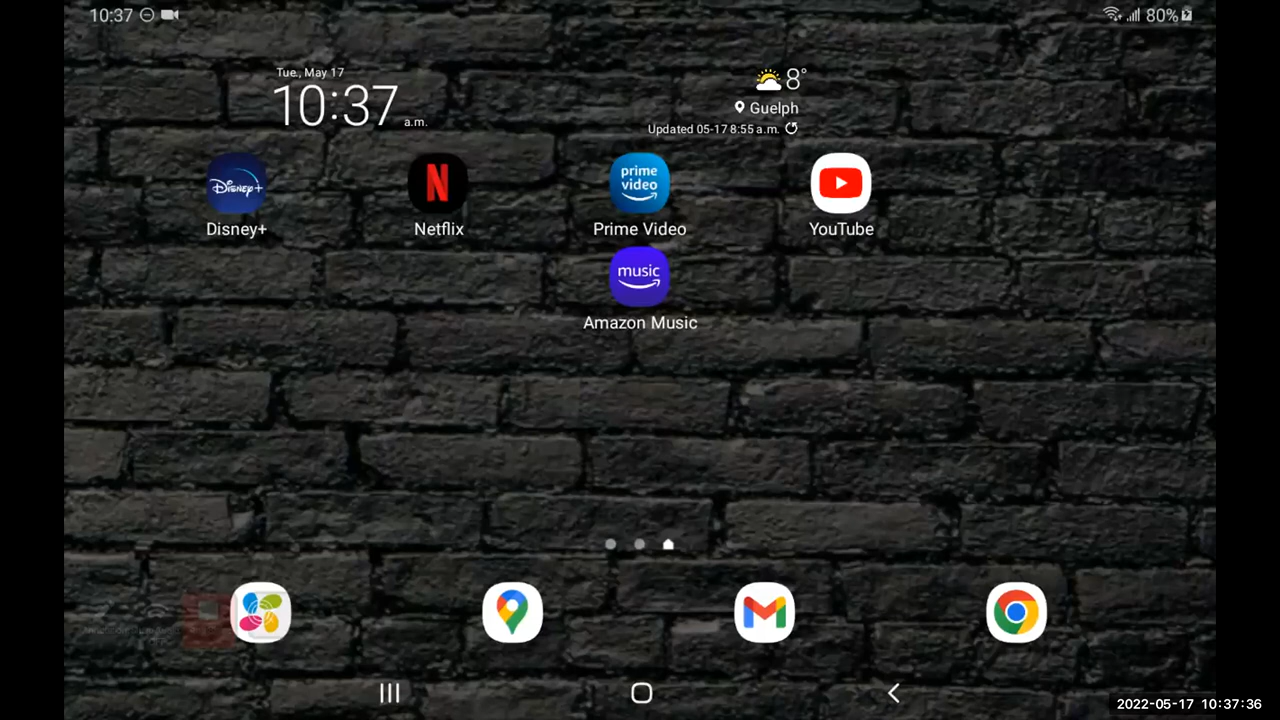 10:37
80%
Tue., May 17
10:37 a.m.
8°
Guelph
Updated 05-17 8:55 a.m.
Disney+
prime
video
Disney+
Netflix
Prime Video
YouTube
music
Amazon Music
2022-05-17 10:37:36